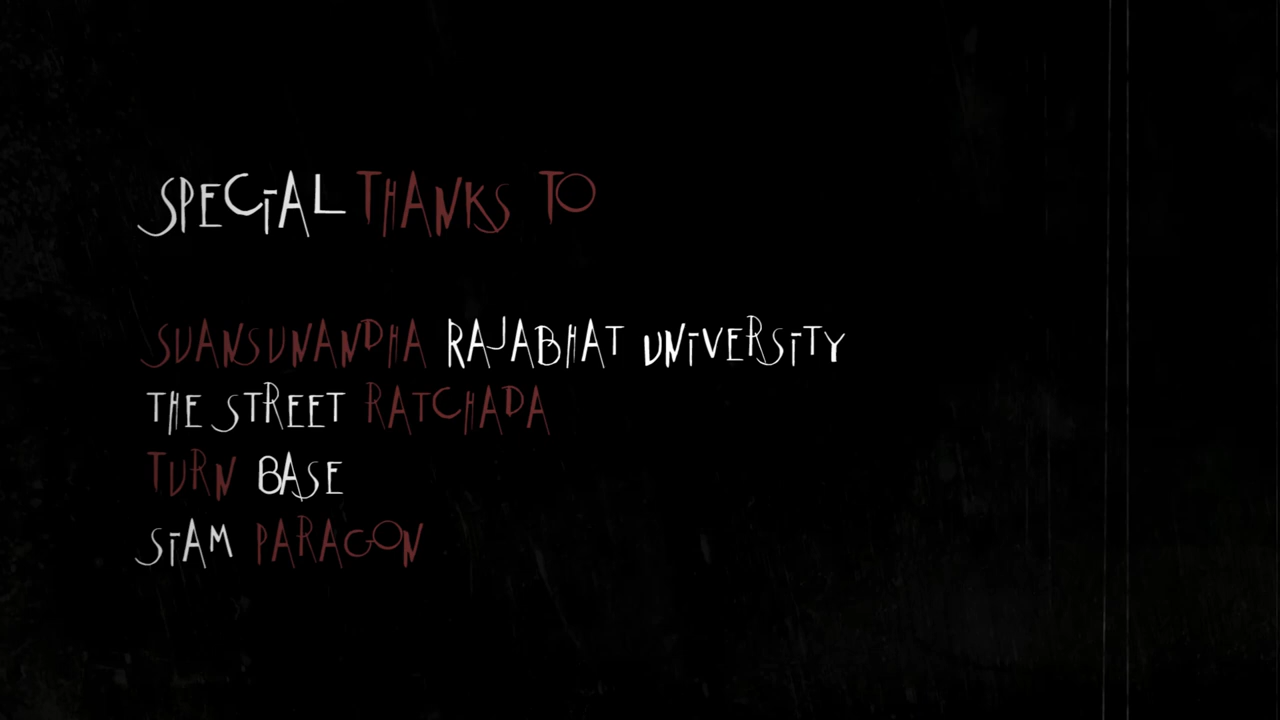 SPECIAL THANKS TO
SUANSUNANDHA RAJABHAT UNIVERSITY
THE STREET RATCHADA
TURN BASE
SIAM PARAGON